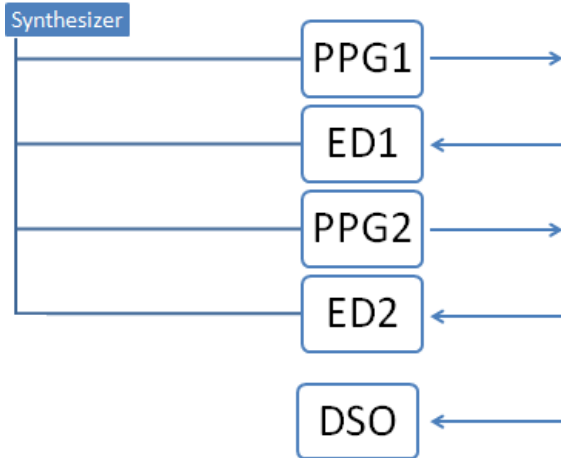 Synthesizer
PPG1
ED1
PPG2
ED2
DSO